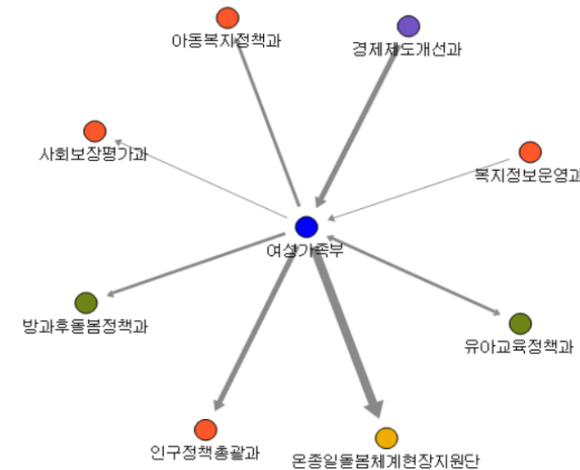 아동복지정책과
경제제도개선과
사회보장평가과
복지정보운영과
여성가족부
방과후돌봄정책과
유아교육정책과
인구정책총괄과
온종일돌봄체계현장지원단